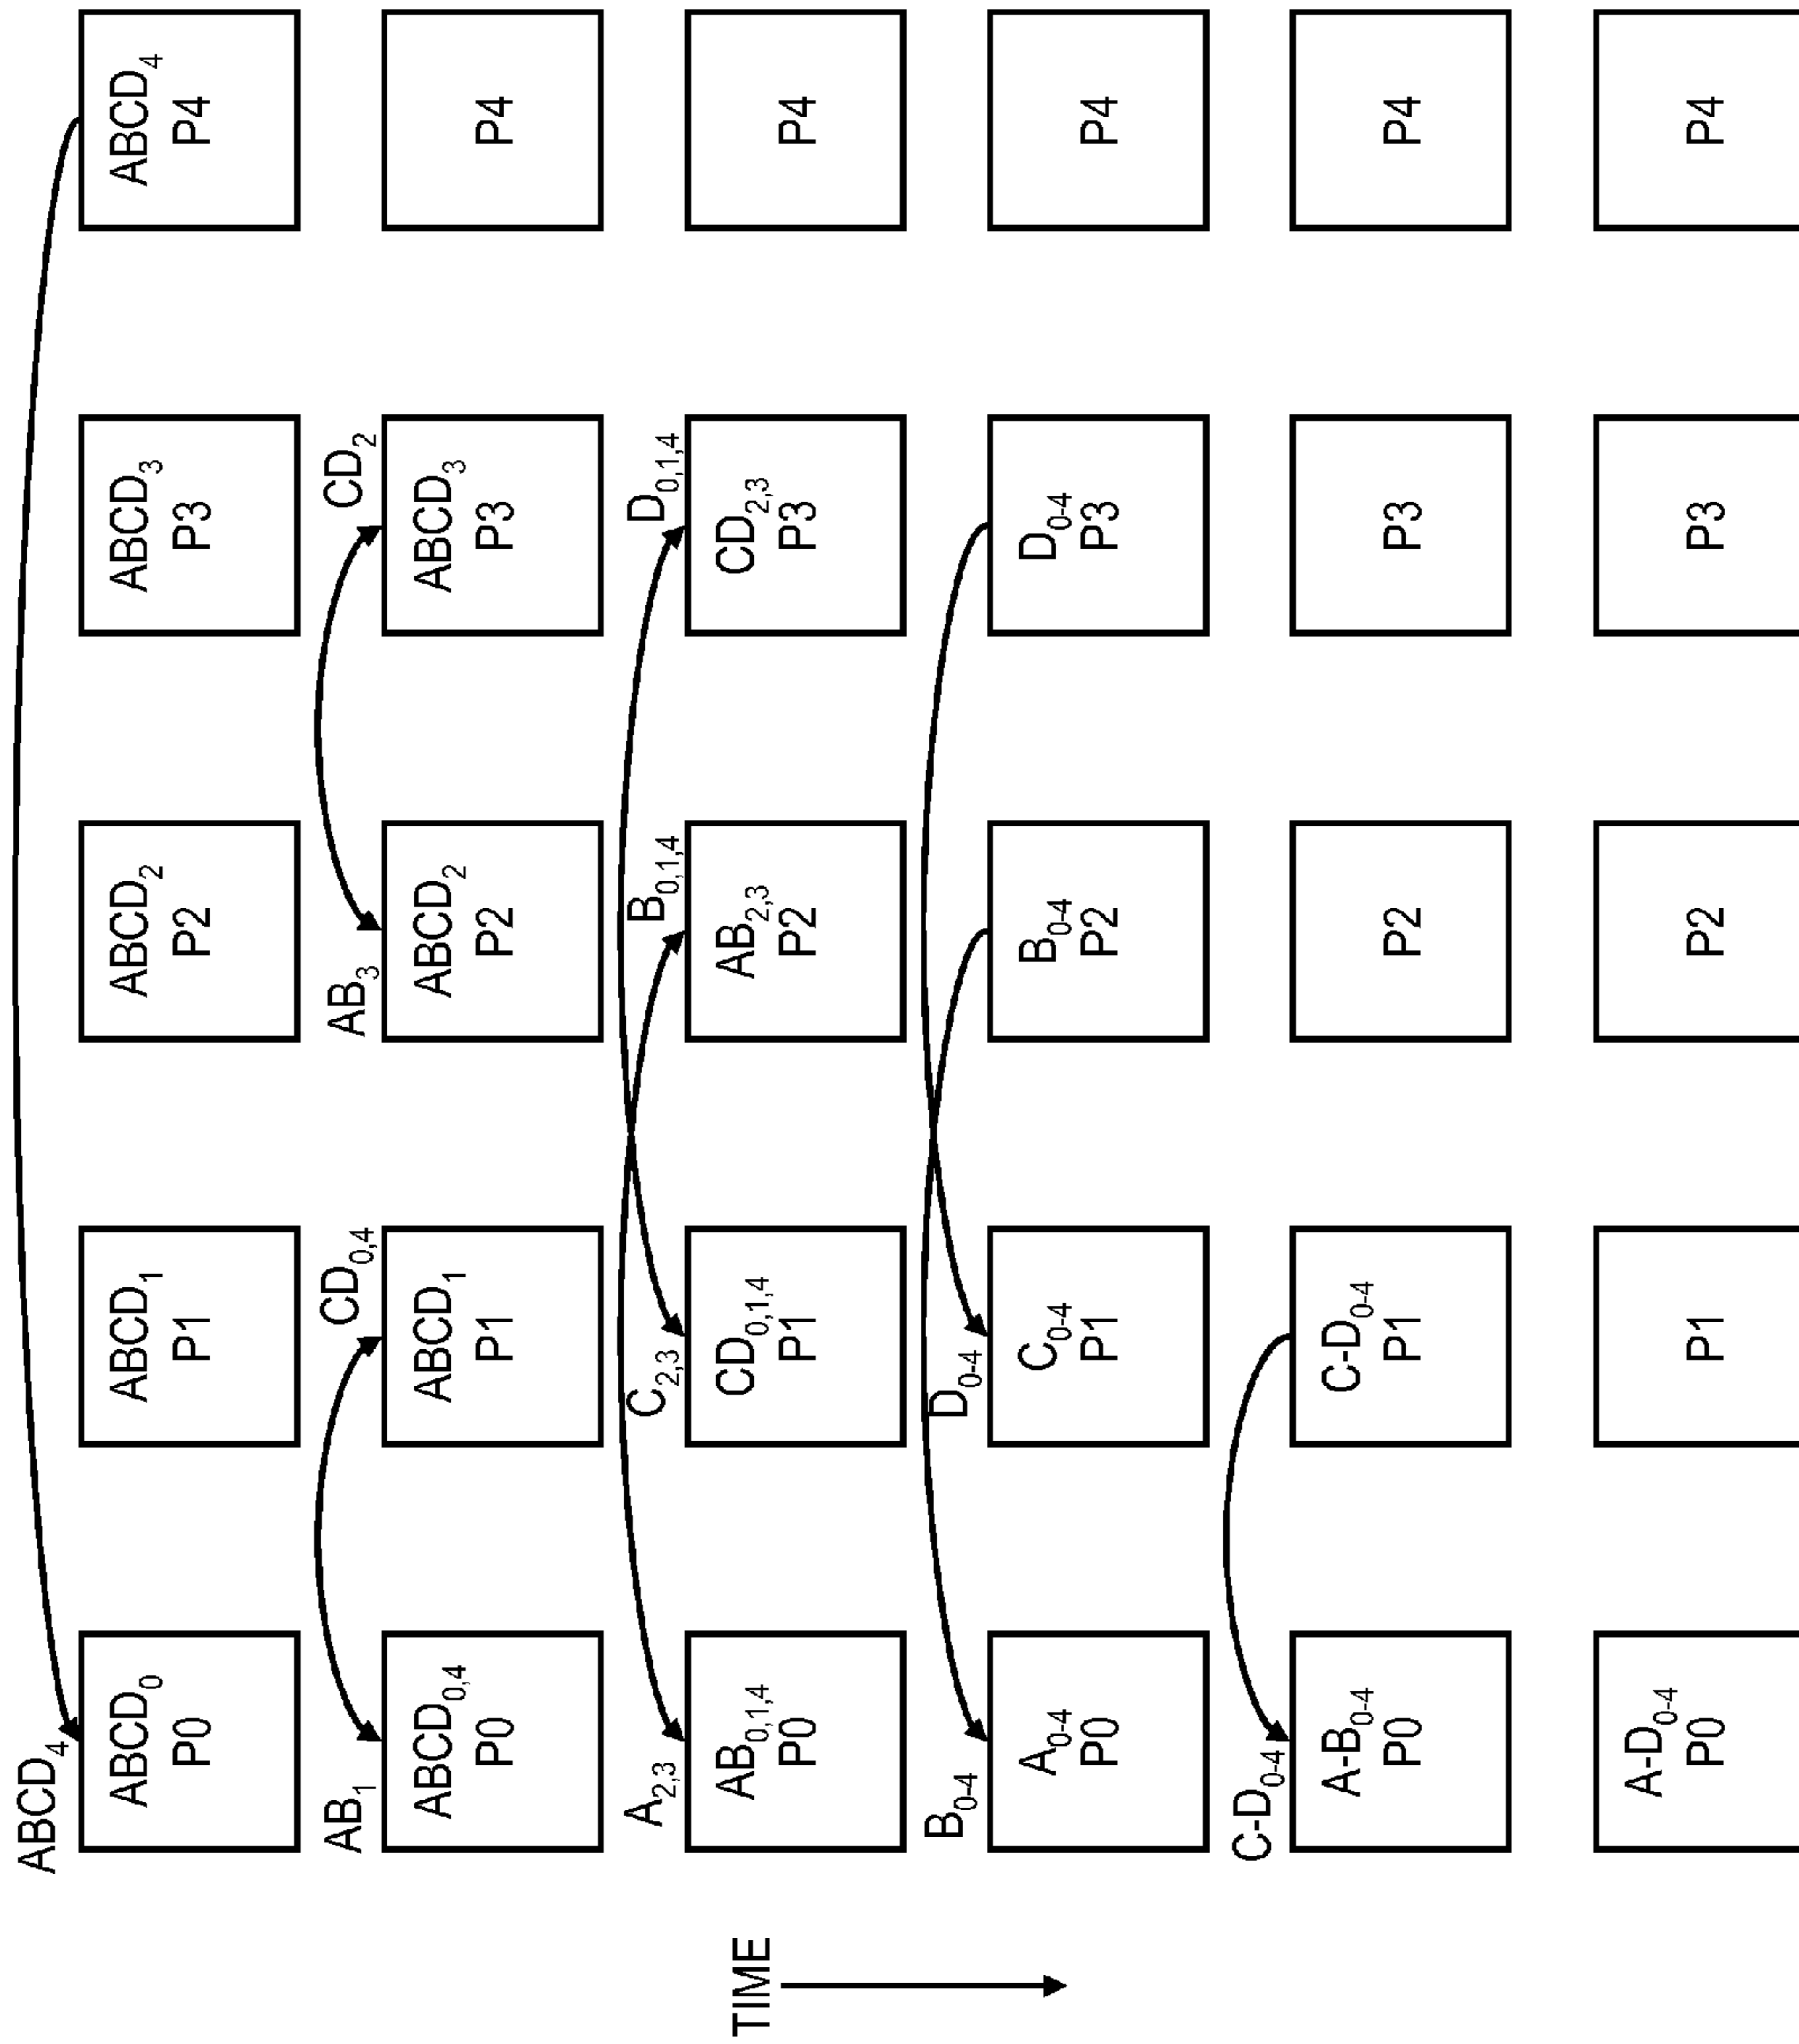 ABCD₄
ABCD₀
P0
ABCD₁
P1
ABCD₂
P2
ABCD₃
P3
ABCD₄
P4
AB₁
CD₀,₄
AB₃
CD₂
ABCD₀,₄
P0
ABCD₁
P1
ABCD₂
P2
ABCD₃
P3
P4
A₂,₃
C₂,₃
B₀,₁,₄
D₀,₁,₄
TIME
AB₀,₁,₄
P0
CD₀,₁,₄
P1
AB₂,₃
P2
CD₂,₃
P3
P4
B₀₋₄
D₀₋₄
A₀₋₄
P0
C₀₋₄
P1
B₀₋₄
P2
D₀₋₄
P3
P4
C-D₀₋₄
A-B₀₋₄
P0
C-D₀₋₄
P1
P2
P3
P4
A-D₀₋₄
P0
P1
P2
P3
P4